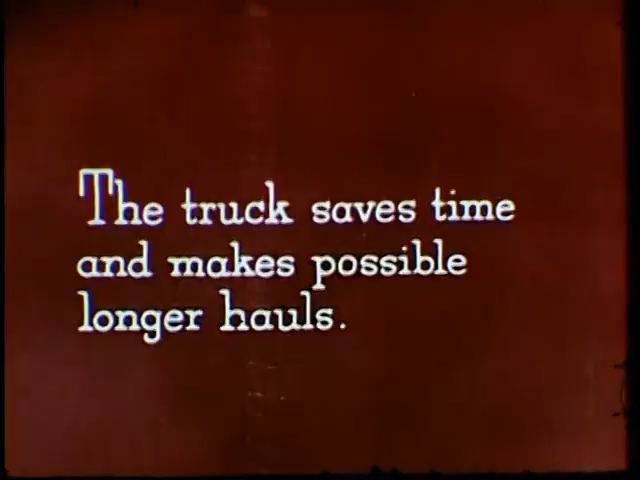 The truck saves time
and makes possible
longer hauls.